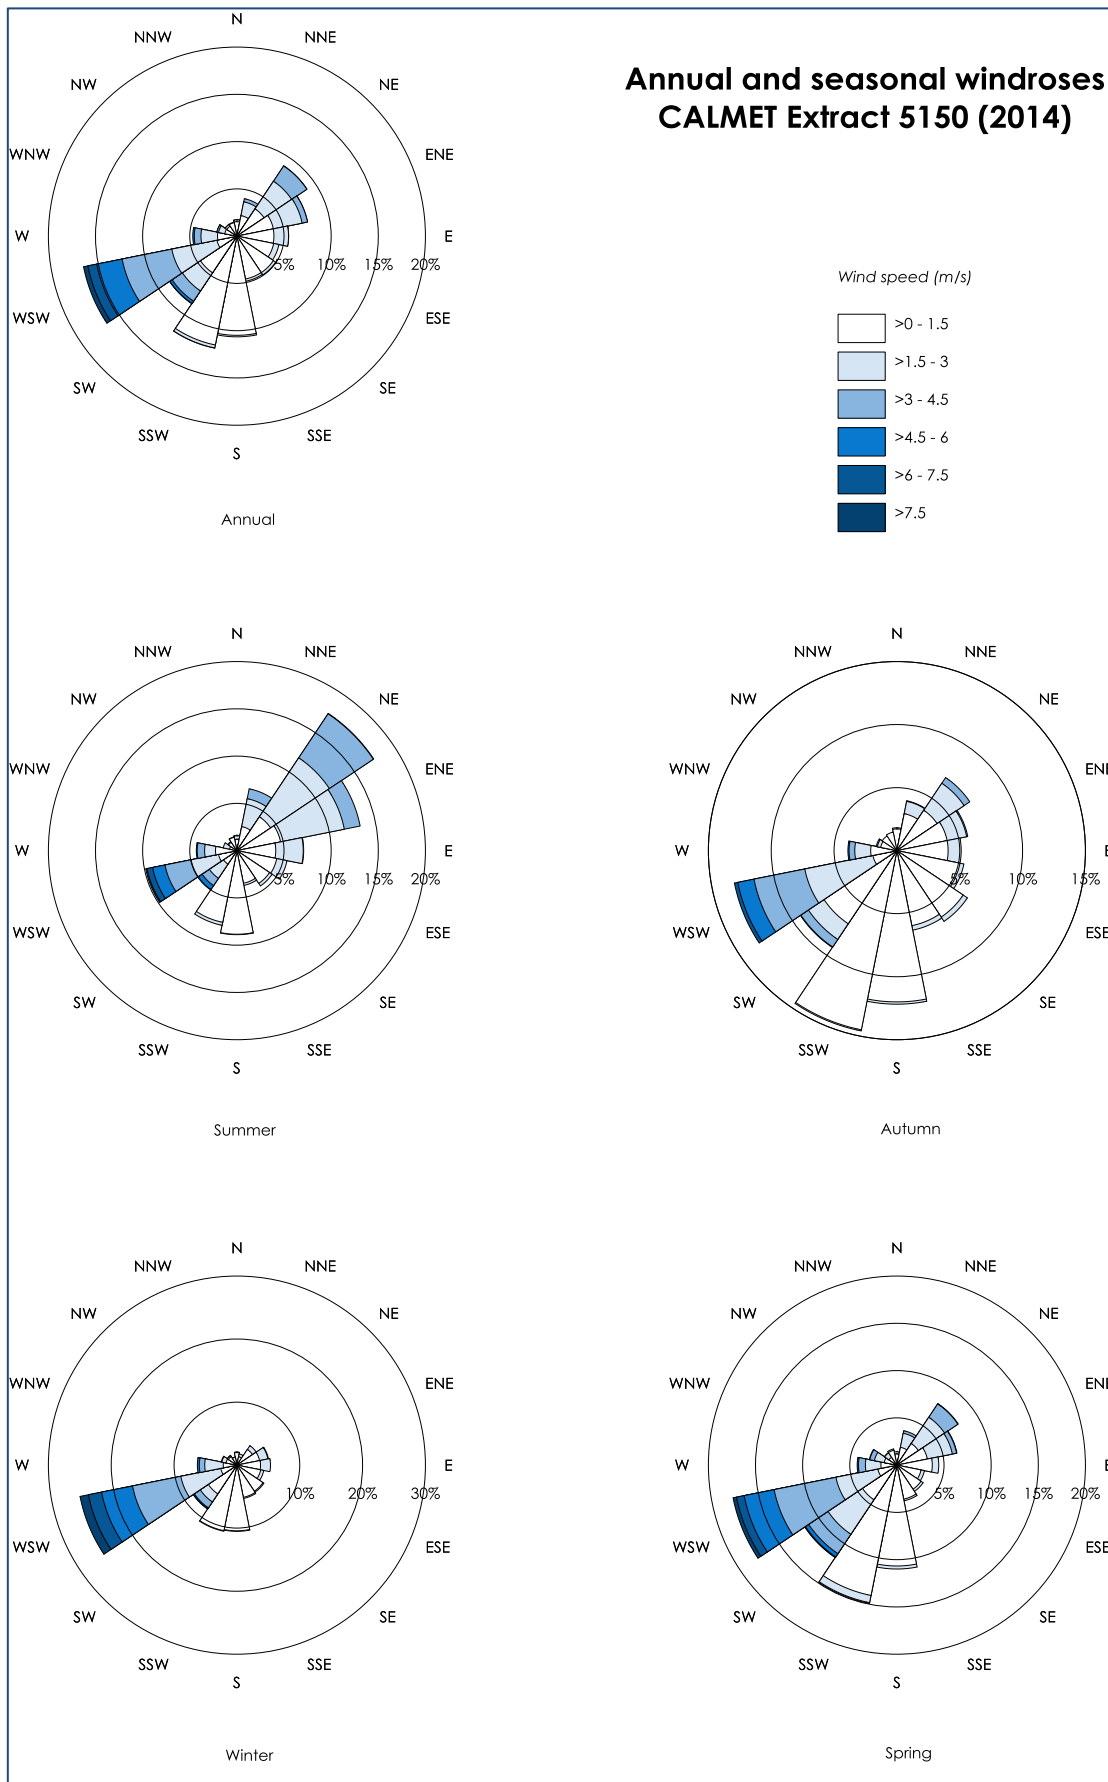 Annual and seasonal windroses
CALMET Extract 5150 (2014)
N
NNW NNE
NW NE
WNW ENE
W E
5% 10% 15% 20%
WSW ESE
SW SE
SSW SSE
S
Annual
Wind speed (m/s)
>0 - 1.5
>1.5 - 3
>3 - 4.5
>4.5 - 6
>6 - 7.5
>7.5
N
NNW NNE
NW NE
WNW ENE
W E
5% 10% 15% 20%
WSW ESE
SW SE
SSW SSE
S
Summer
N
NNW NNE
NW NE
WNW ENE
W E
5% 10% 15%
WSW ESE
SW SE
SSW SSE
S
Autumn
N
NNW NNE
NW NE
WNW ENE
W E
10% 20% 30%
WSW ESE
SW SE
SSW SSE
S
Winter
N
NNW NNE
NW NE
WNW ENE
W E
5% 10% 15% 20%
WSW ESE
SW SE
SSW SSE
S
Spring